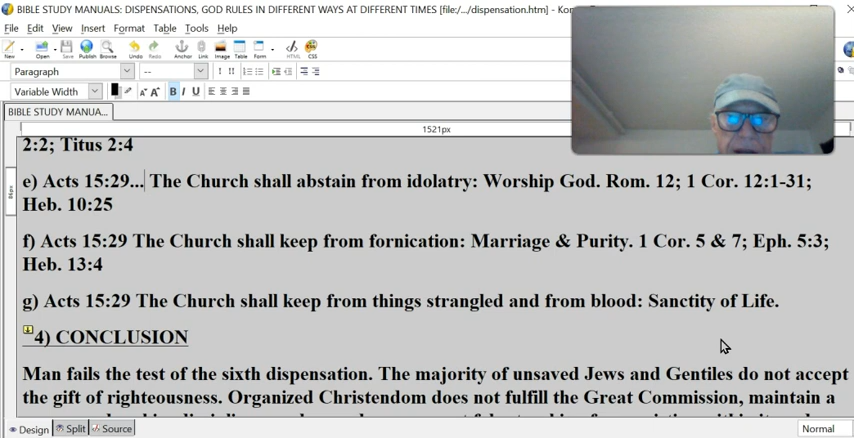 BIBLE STUDY MANUALS: DISPENSATIONS, GOD RULES IN DIFFERENT WAYS AT DIFFERENT TIMES [file:/.../dispensation.htm] - Kom
File Edit View Insert Format Table Tools Help
New Open Save Publish Browse Undo Redo Anchor Link Image Table Form HTML CSS
Paragraph --
Variable Width A A B I U
BIBLE STUDY MANUA...
1521px
2:2; Titus 2:4
e) Acts 15:29... The Church shall abstain from idolatry: Worship God. Rom. 12; 1 Cor. 12:1-31;
Heb. 10:25
f) Acts 15:29 The Church shall keep from fornication: Marriage & Purity. 1 Cor. 5 & 7; Eph. 5:3;
Heb. 13:4
g) Acts 15:29 The Church shall keep from things strangled and from blood: Sanctity of Life.
4) CONCLUSION
Man fails the test of the sixth dispensation. The majority of unsaved Jews and Gentiles do not accept
the gift of righteousness. Organized Christendom does not fulfill the Great Commission, maintain a
Design Split Source Normal